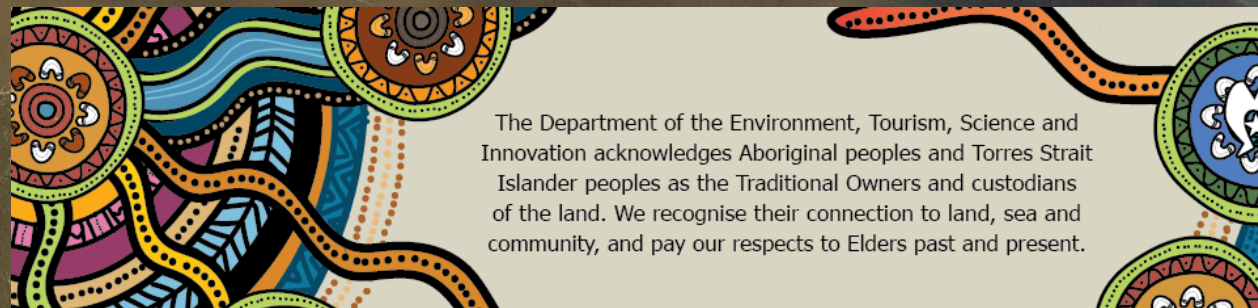 The Department of the Environment, Tourism, Science and
Innovation acknowledges Aboriginal peoples and Torres Strait
Islander peoples as the Traditional Owners and custodians
of the land. We recognise their connection to land, sea and
community, and pay our respects to Elders past and present.